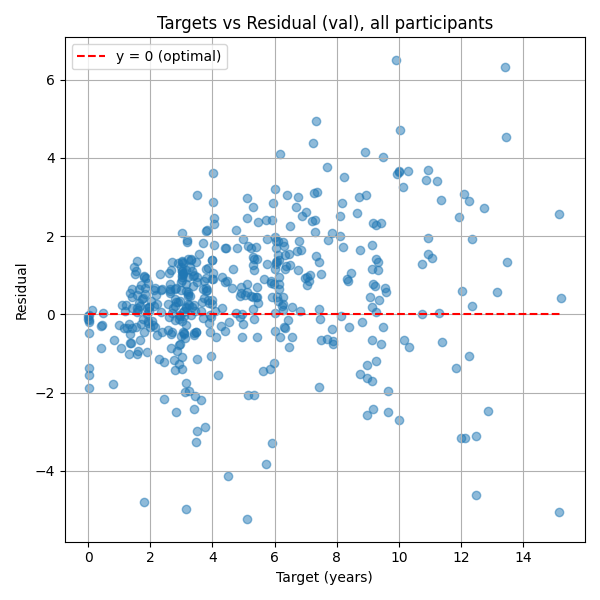 Targets vs Residual (val), all participants
y = 0 (optimal)
6
4
2
0
−2
−4
0 2 4 6 8 10 12 14
Residual
Target (years)